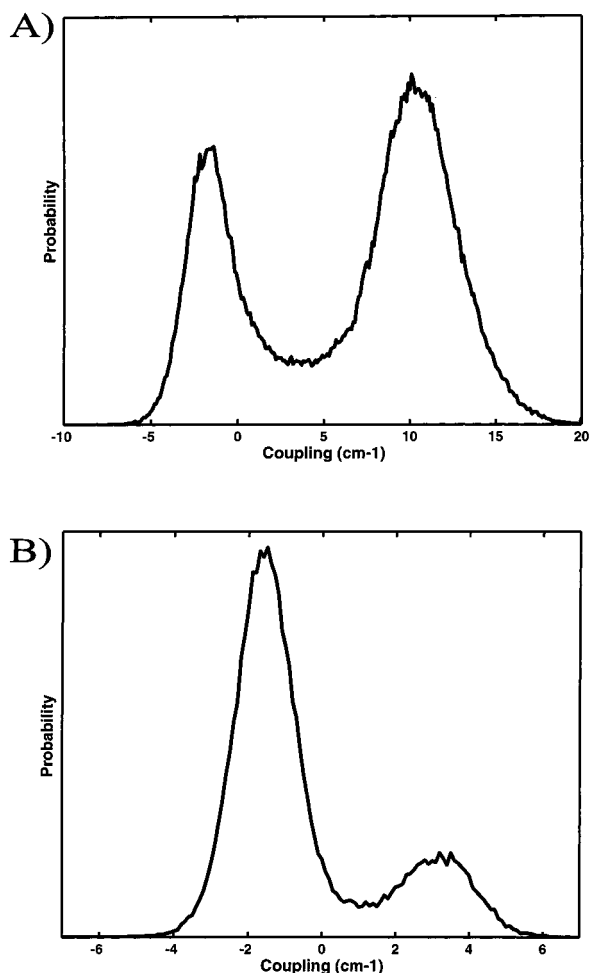 A)
Probability
-10 -5 0 5 10 15 20
Coupling (cm-1)
B)
Probability
-6 -4 -2 0 2 4 6
Coupling (cm-1)